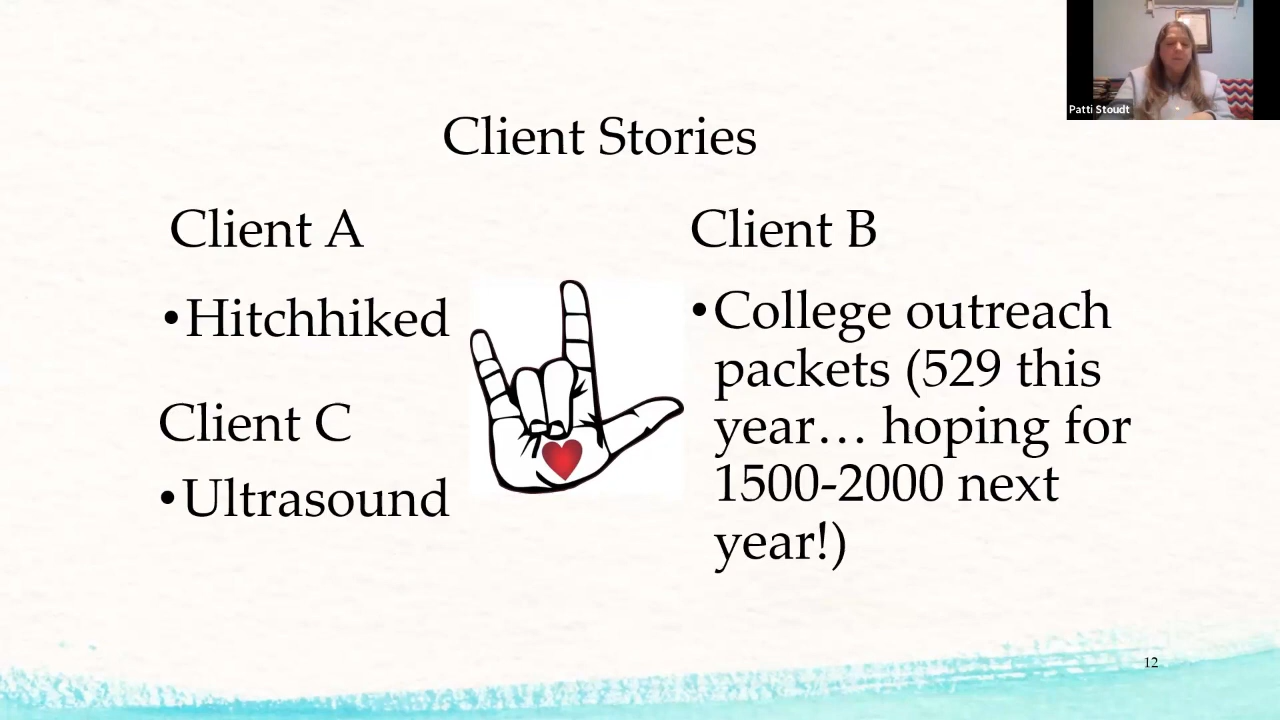 Patti Stoudt
Client Stories
Client A
•Hitchhiked
Client C
•Ultrasound
Client B
•College outreach
packets (529 this
year… hoping for
1500-2000 next
year!)
12